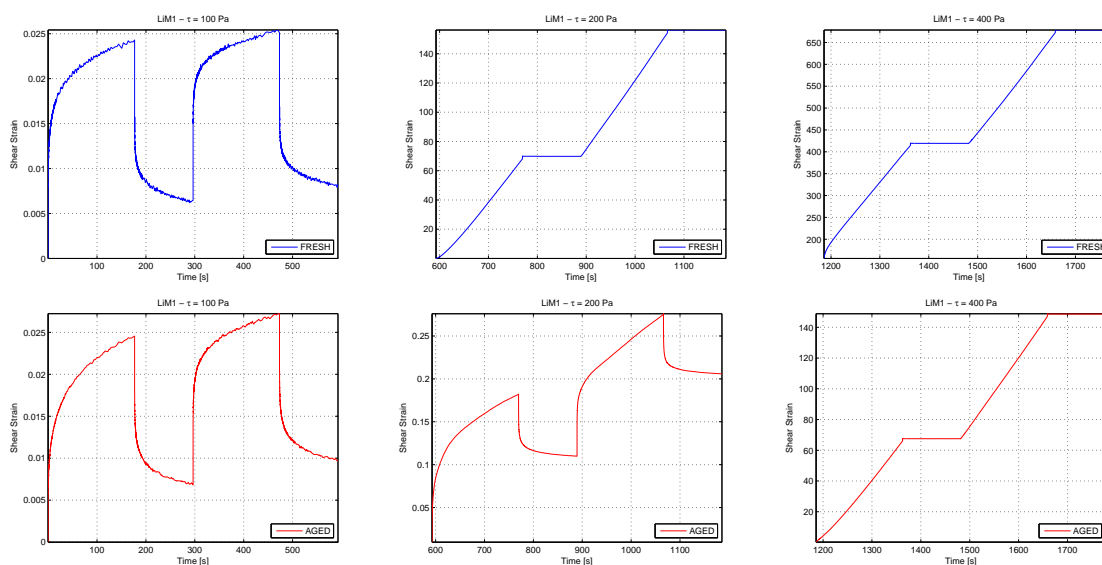 LiM1 − τ = 100 Pa
0.025
0.02
0.015
0.01
0.005
0
Shear Strain
100 200 300 400 500
Time [s]
FRESH
LiM1 − τ = 200 Pa
140
120
100
80
60
40
20
Shear Strain
600 700 800 900 1000 1100
Time [s]
FRESH
LiM1 − τ = 400 Pa
650
600
550
500
450
400
350
300
250
200
Shear Strain
1200 1300 1400 1500 1600 1700
Time [s]
FRESH
LiM1 − τ = 100 Pa
0.025
0.02
0.015
0.01
0.005
0
Shear Strain
100 200 300 400 500
Time [s]
AGED
LiM1 − τ = 200 Pa
0.25
0.2
0.15
0.1
0.05
Shear Strain
600 700 800 900 1000 1100
Time [s]
AGED
LiM1 − τ = 400 Pa
140
120
100
80
60
40
20
Shear Strain
1200 1300 1400 1500 1600 1700
Time [s]
AGED